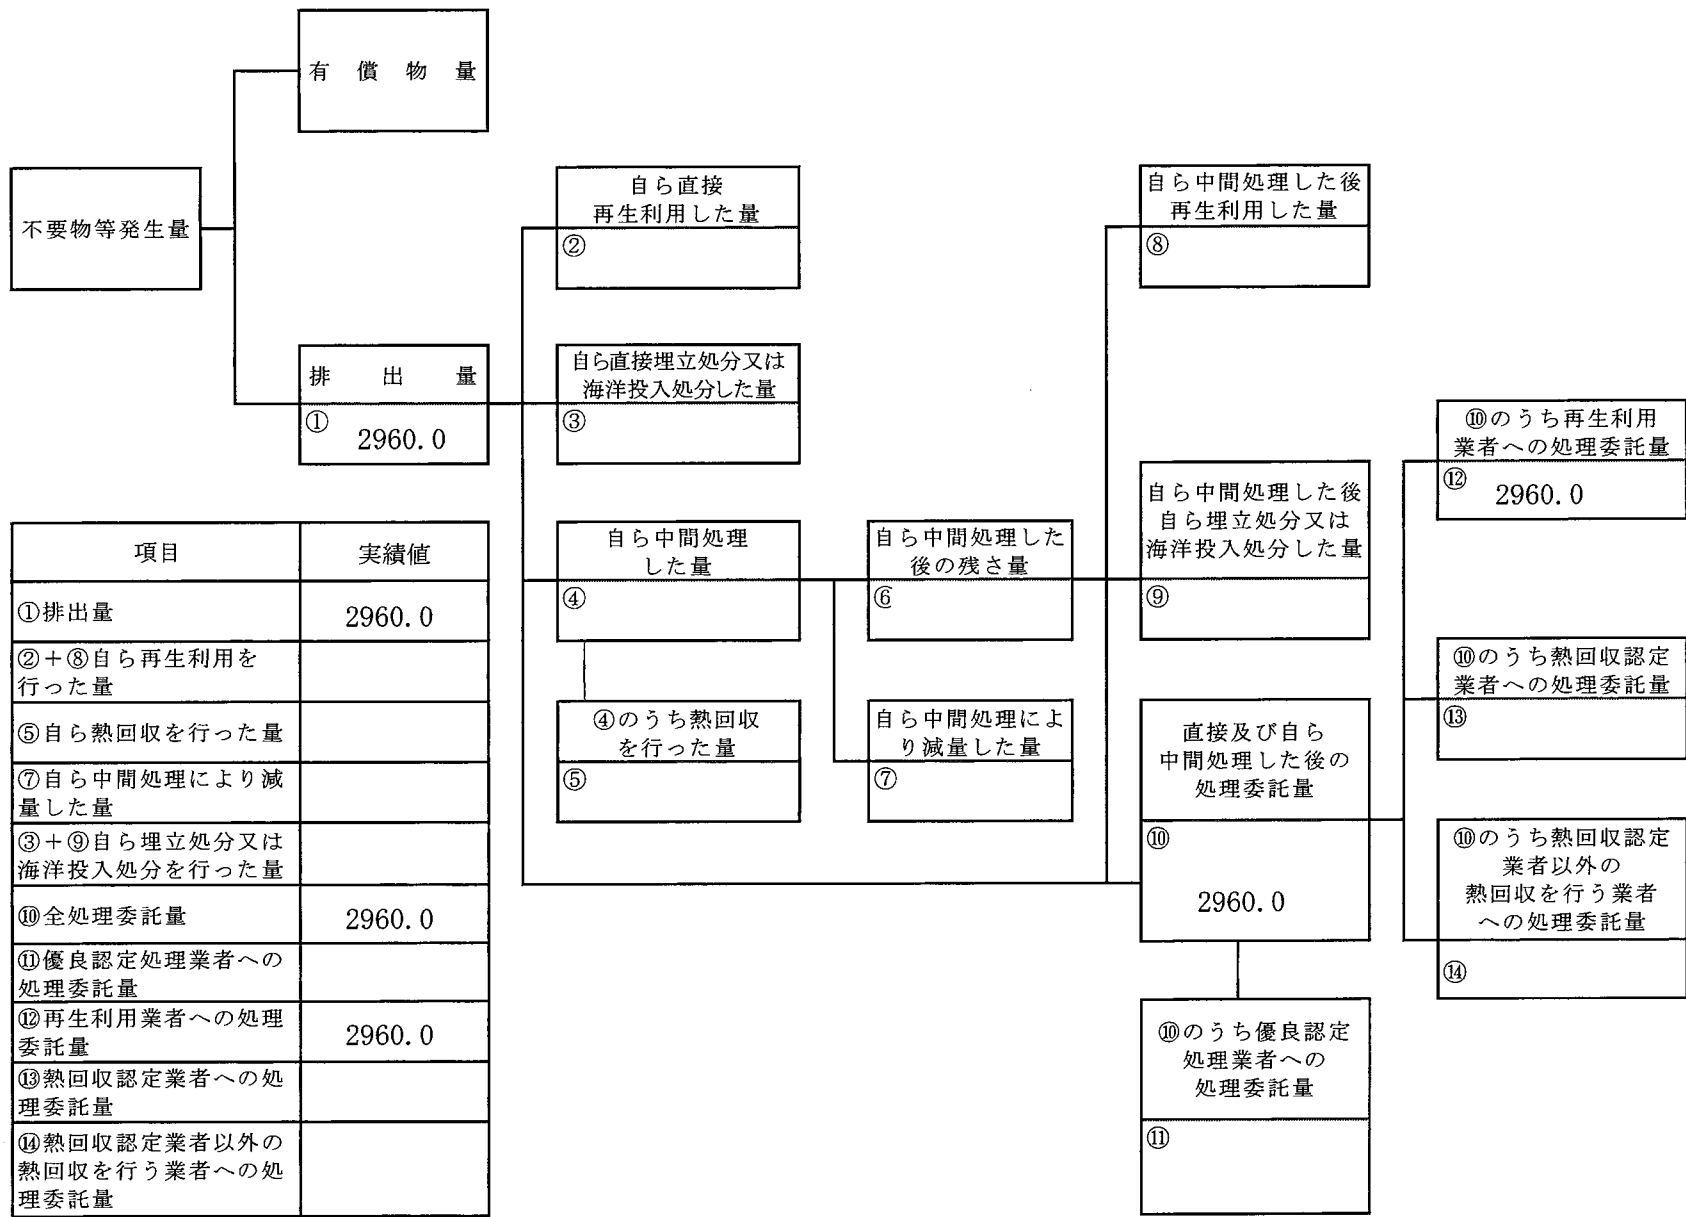 有償物量
不要物等発生量
排出量
①
2960.0
自ら直接
再生利用した量
②
自ら直接埋立処分又は
海洋投入処分した量
③
自ら中間処理
した量
④
④のうち熱回収
を行った量
⑤
自ら中間処理した
後の残さ量
⑥
自ら中間処理によ
り減量した量
⑦
自ら中間処理した後
再生利用した量
⑧
自ら中間処理した後
自ら埋立処分又は
海洋投入処分した量
⑨
直接及び自ら
中間処理した後の
処理委託量
⑩
2960.0
⑩のうち優良認定
処理業者への
処理委託量
⑪
⑩のうち再生利用
業者への処理委託量
⑫
2960.0
⑩のうち熱回収認定
業者への処理委託量
⑬
⑩のうち熱回収認定
業者以外の
熱回収を行う業者
への処理委託量
⑭
項目 実績値
①排出量 2960.0
②+⑧自ら再生利用を
行った量
⑤自ら熱回収を行った量
⑦自ら中間処理により減
量した量
③+⑨自ら埋立処分又は
海洋投入処分を行った量
⑩全処理委託量 2960.0
⑪優良認定処理業者への
処理委託量
⑫再生利用業者への処理
委託量 2960.0
⑬熱回収認定業者への処
理委託量
⑭熱回収認定業者以外の
熱回収を行う業者への処
理委託量